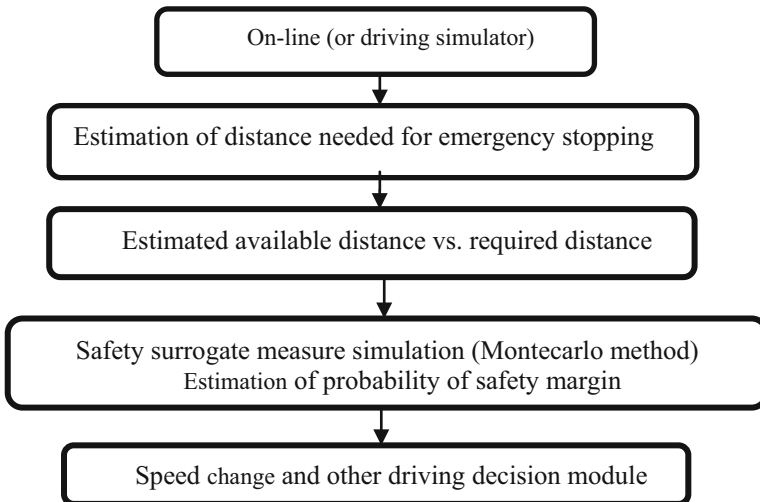 On-line (or driving simulator)
Estimation of distance needed for emergency stopping
Estimated available distance vs. required distance
Safety surrogate measure simulation (Montecarlo method)
Estimation of probability of safety margin
Speed change and other driving decision module